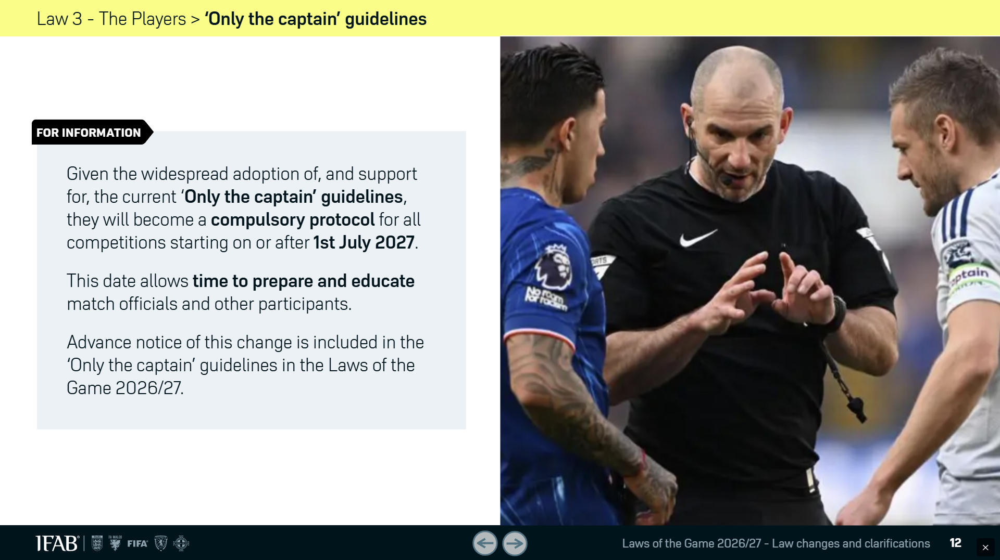 Law 3 - The Players > ‘Only the captain’ guidelines
FOR INFORMATION
Given the widespread adoption of, and support
for, the current ‘Only the captain’ guidelines,
they will become a compulsory protocol for all
competitions starting on or after 1st July 2027.
This date allows time to prepare and educate
match officials and other participants.
Advance notice of this change is included in the
‘Only the captain’ guidelines in the Laws of the
Game 2026/27.
No room
for racism
ORTS
aptain
IFAB®
FA WALES
FIFA®
Laws of the Game 2026/27 - Law changes and clarifications
12